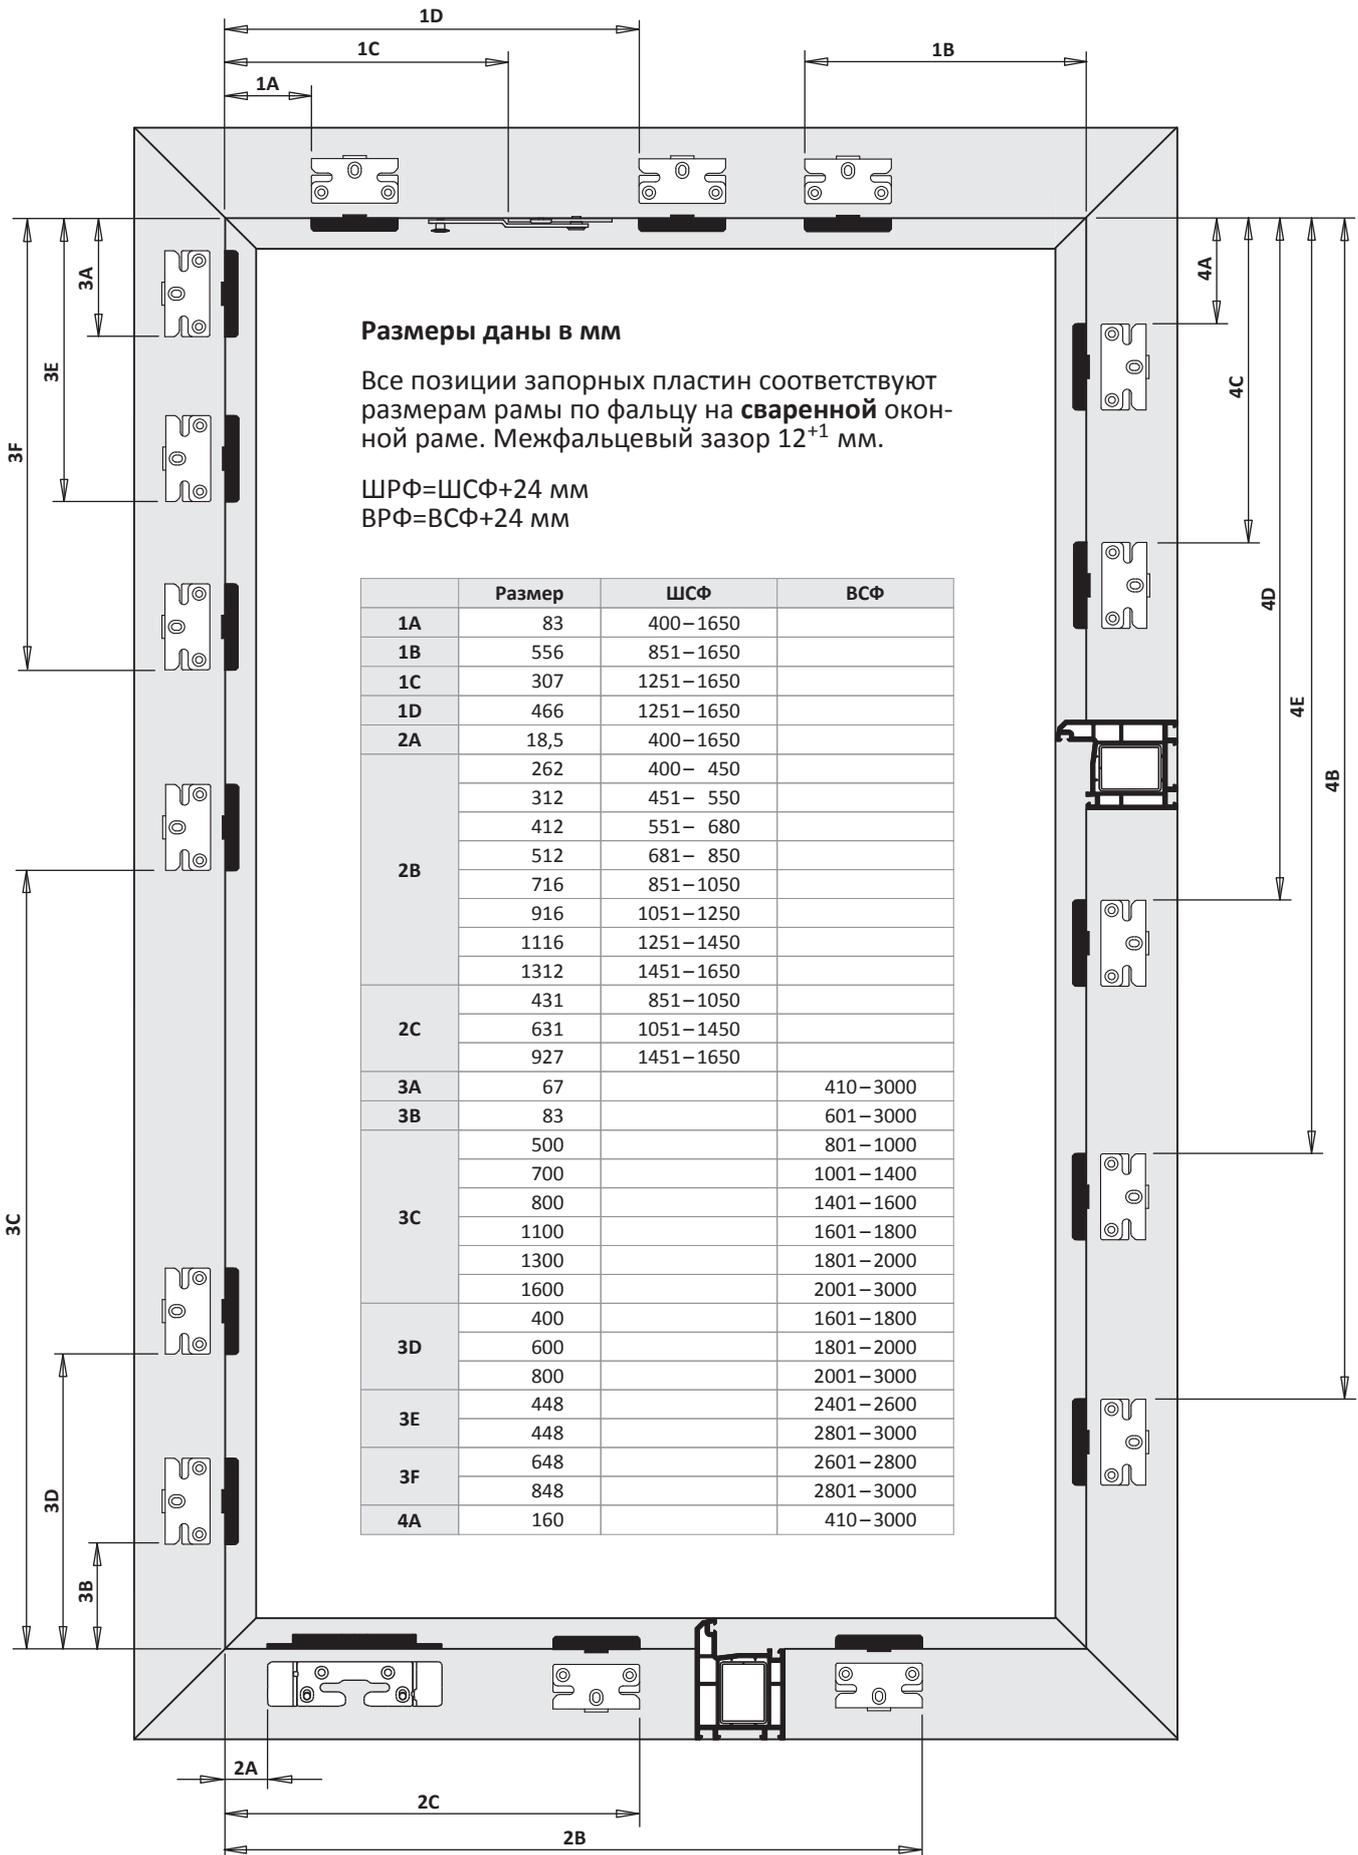 1D
1C
1B
1A
3A
3E
3F
4A
4C
4D
4E
4B
Размеры даны в мм
Все позиции запорных пластин соответствуют
размерам рамы по фальцу на сваренной окон-
ной раме. Межфальцевый зазор 12+1 мм.
ШРФ=ШСФ+24 мм
ВРФ=ВСФ+24 мм
Размер ШСФ ВСФ
1A 83 400–1650
1B 556 851–1650
1C 307 1251–1650
1D 466 1251–1650
2A 18,5 400–1650
2B 262 400– 450
312 451– 550
412 551– 680
512 681– 850
716 851–1050
916 1051–1250
1116 1251–1450
1312 1451–1650
2C 431 851–1050
631 1051–1450
927 1451–1650
3A 67 410–3000
3B 83 601–3000
3C 500 801–1000
700 1001–1400
800 1401–1600
1100 1601–1800
1300 1801–2000
1600 2001–3000
3D 400 1601–1800
600 1801–2000
800 2001–3000
3E 448 2401–2600
448 2801–3000
3F 648 2601–2800
848 2801–3000
4A 160 410–3000
3C
3D
3B
2A
2C
2B